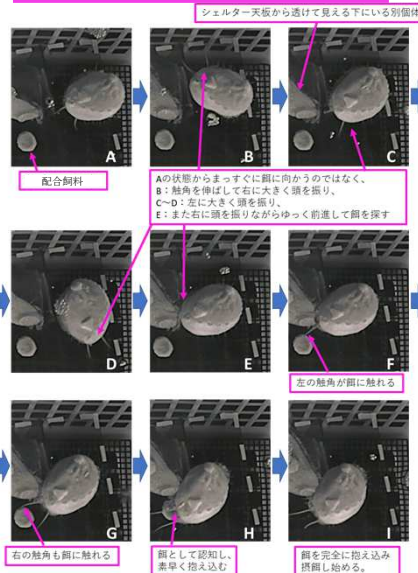 シェルター天板から透けて見える下にいる別個体
A
B
C
配合飼料
Aの状態からまっすぐに餌に向かうのではなく、
B：触角を伸ばして右に大きく頭を振り、
C〜D：左に大きく頭を振り、
E：また右に頭を振りながらゆっく前進して餌を探す
D
E
F
左の触角が餌に触れる
G
H
I
右の触角も餌に触れる
餌として認知し、
素早く抱え込む
餌を完全に抱え込み
摂餌し始める。